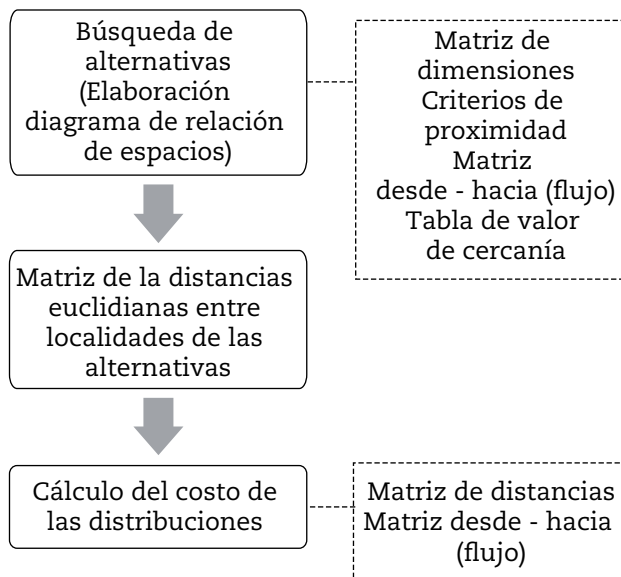 Búsqueda de
alternativas
(Elaboración
diagrama de relación
de espacios)
Matriz de
dimensiones
Criterios de
proximidad
Matriz
desde - hacia (flujo)
Tabla de valor
de cercanía
Matriz de la distancias
euclidianas entre
localidades de las
alternativas
Cálculo del costo de
las distribuciones
Matriz de distancias
Matriz desde - hacia
(flujo)